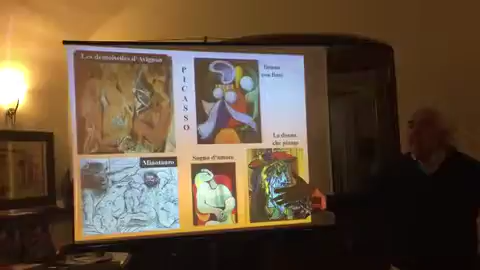 Les demoiselles d'Avignon
PICASSO
Donna
con fiori
La donna
che piange
Minotauro
Sogno d'amore